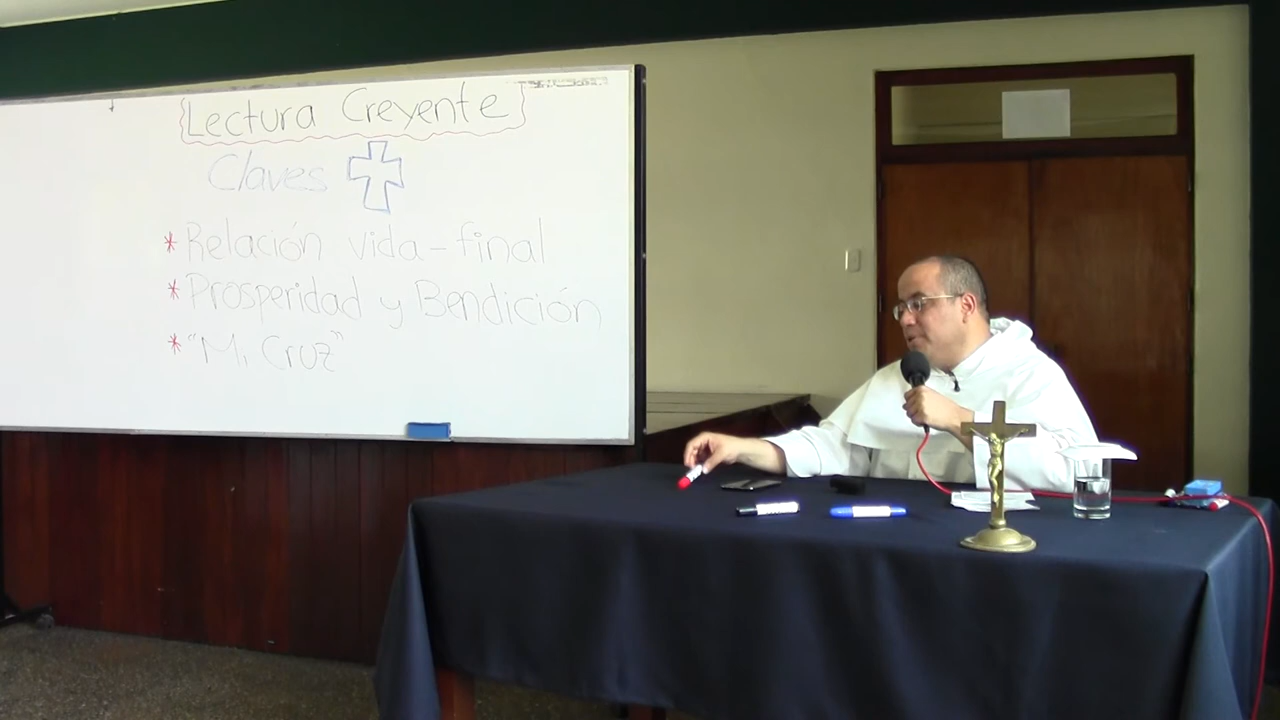 Lectura Creyente
Claves
* Relación vida - final
* Prosperidad y Bendición
* "Mi Cruz"